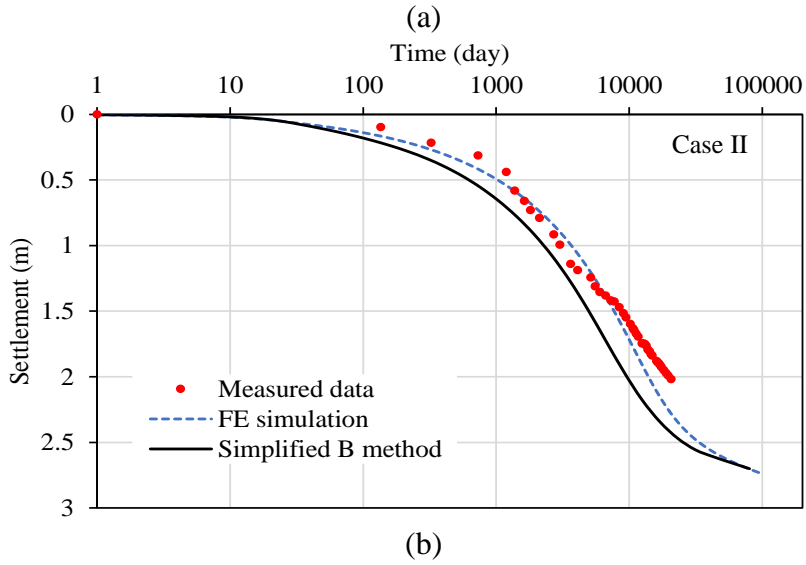 (a)
Time (day)
1 10 100 1000 10000 100000
0
Case II
0.5
1
1.5
2
2.5
3
Settlement (m)
Measured data
FE simulation
Simplified B method
(b)